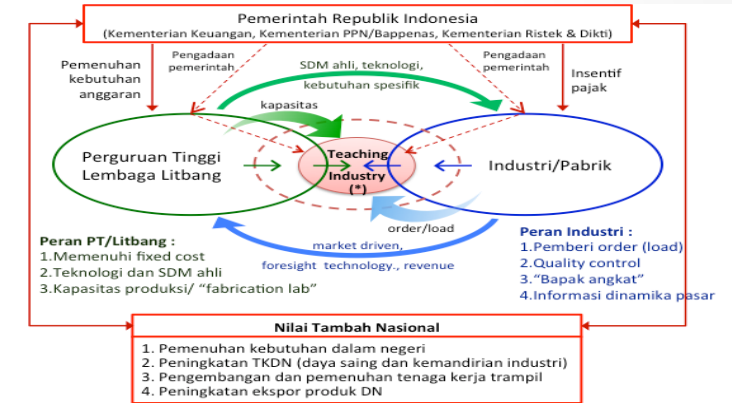 Pemerintah Republik Indonesia
(Kementerian Keuangan, Kementerian PPN/Bappenas, Kementerian Ristek & Dikti)
Pemenuhan
kebutuhan
anggaran
Pengadaan
pemerintah
SDM ahli, teknologi,
kebutuhan spesifik
Pengadaan
pemerintah
Insentif
pajak
kapasitas
Perguruan Tinggi
Lembaga Litbang
Teaching
Industry
(*)
Industri/Pabrik
order/load
market driven,
foresight technology., revenue
Peran PT/Litbang :
1.Memenuhi fixed cost
2.Teknologi dan SDM ahli
3.Kapasitas produksi/ “fabrication lab”
Peran Industri :
1.Pemberi order (load)
2.Quality control
3.“Bapak angkat”
4.Informasi dinamika pasar
Nilai Tambah Nasional
1. Pemenuhan kebutuhan dalam negeri
2. Peningkatan TKDN (daya saing dan kemandirian industri)
3. Pengembangan dan pemenuhan tenaga kerja trampil
4. Peningkatan ekspor produk DN